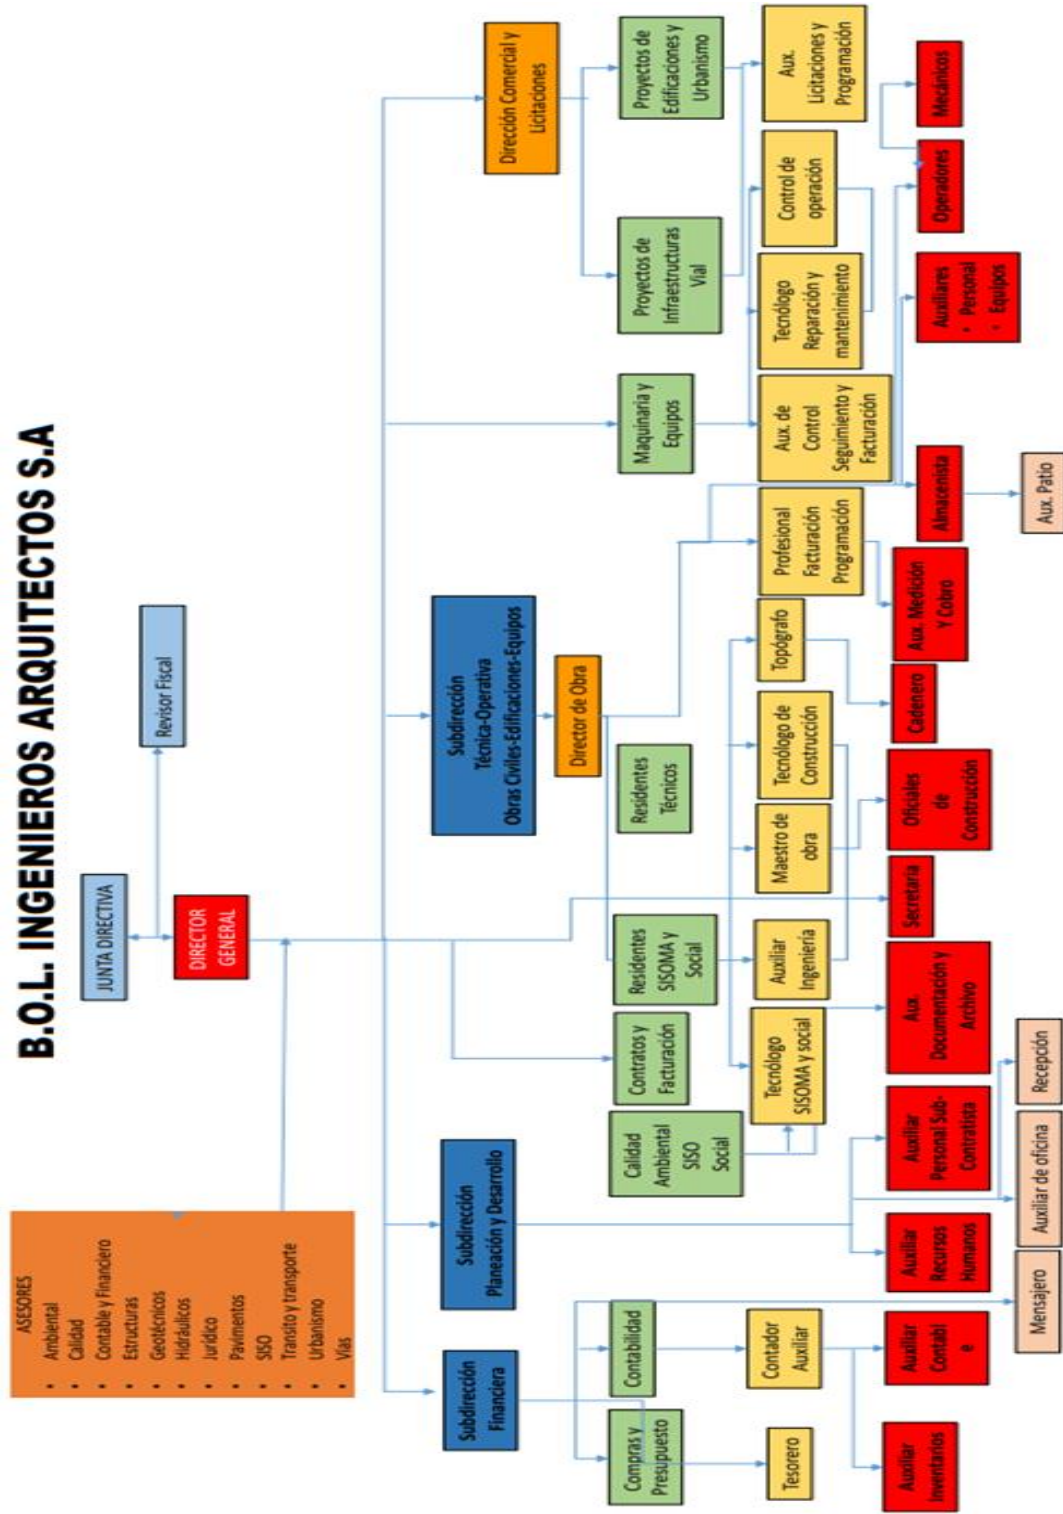 B.O.L. INGENIEROS ARQUITECTOS S.A
JUNTA DIRECTIVA
Revisor Fiscal
DIRECTOR
GENERAL
ASESORES
• Ambiental
• Calidad
• Contable y Financiero
• Estructuras
• Geotécnicos
• Hidráulicos
• Jurídico
• Pavimentos
• SISO
• Transito y transporte
• Urbanismo
• Vías
Subdirección
Financiera
Subdirección
Planeación y Desarrollo
Subdirección
Técnica-Operativa
Obras Civiles-Edificaciones-Equipos
Dirección Comercial y
Licitaciones
Director de Obra
Compras y
Presupuesto
Contabilidad
Calidad
Ambiental
SISO
Social
Contratos y
Facturación
Residentes
SISOMA y
Social
Residentes
Técnicos
Maquinaria y
Equipos
Proyectos de
Infraestructuras
Vial
Proyectos de
Edificaciones y
Urbanismo
Tesorero
Contador
Auxiliar
Tecnólogo
SISOMA y social
Auxiliar
Ingeniería
Maestro de
obra
Tecnólogo de
Construcción
Topógrafo
Profesional
Facturación
Programación
Aux. de
Control
Seguimiento y
Facturación
Tecnólogo
Reparación y
mantenimiento
Control de
operación
Aux.
Licitaciones y
Programación
Auxiliar
Inventarios
Auxiliar
Contabl
e
Auxiliar
Recursos
Humanos
Auxiliar
Personal Sub-
Contratista
Aux.
Documentación y
Archivo
Secretaria
Oficiales
de
Construcción
Cadenero
Aux. Medición
Y Cobro
Almacenista
Auxiliares
• Personal
• Equipos
Operadores
Mecánicos
Mensajero
Auxiliar de oficina
Recepción
Aux. Patio